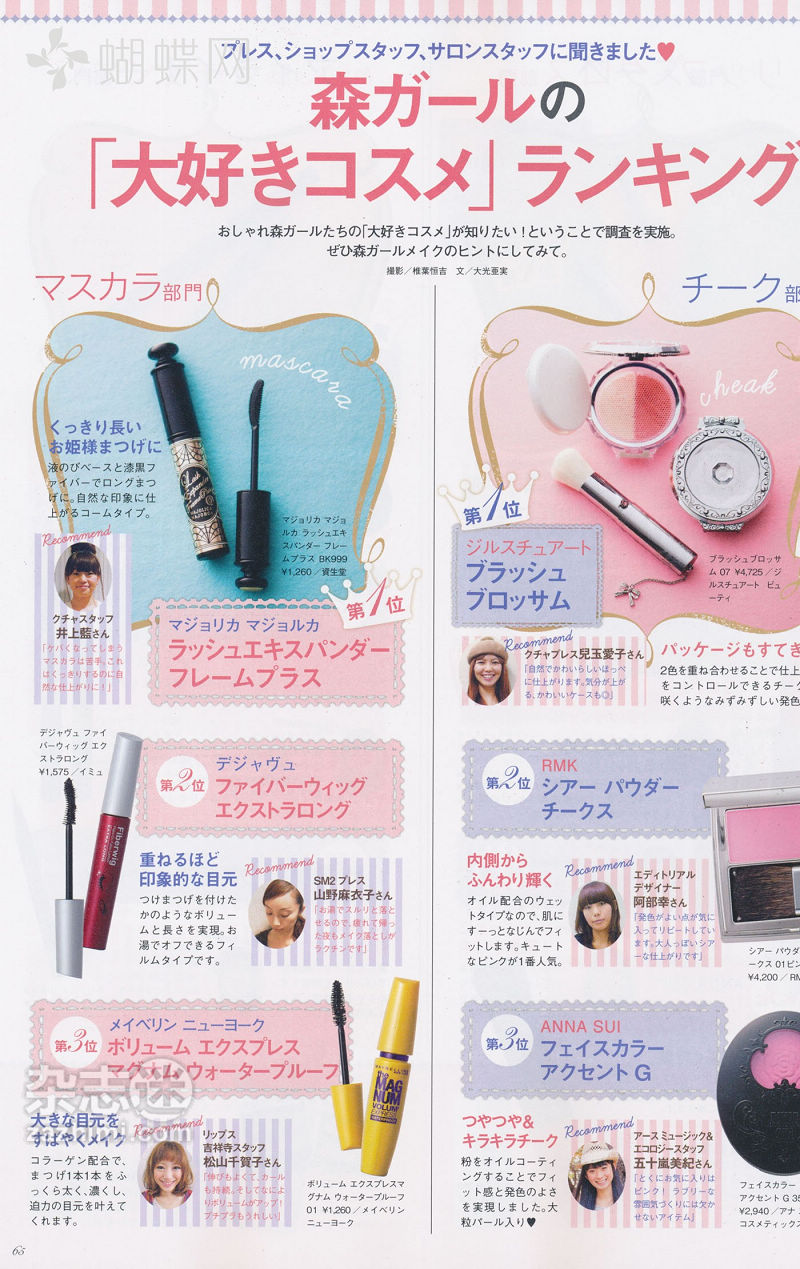 蝴蝶网
プレス、ショップスタッフ、サロンスタッフに聞きました♥
森ガールの
「大好きコスメ」ランキング
おしゃれ森ガールたちの「大好きコスメ」が知りたい！ということで調査を実施。
ぜひ森ガールメイクのヒントにしてみて。
撮影／椎葉恒吉 文／大光亜実
マスカラ部門
mascara
くっきり長い
お姫様まつげに
液のびベースと漆黒フ
ァイバーでロングまつ
げに。自然な印象に仕
上がるコームタイプ。
Recommend
クチャスタッフ
井上藍さん
「ケバくなってしまう
マスカラは苦手。これ
はくっきりするのに自
然な仕上がりに！」
マジョリカ マジョ
ルカ ラッシュエキ
スパンダー フレー
ムプラス BK999
¥1,260／資生堂
第1位
マジョリカ マジョルカ
ラッシュエキスパンダー
フレームプラス
デジャヴュ ファイ
バーウィッグ エク
ストラロング
¥1,575／イミュ
Fiberwig
第2位
デジャヴュ
ファイバーウィッグ
エクストラロング
重ねるほど
印象的な目元
つけまつげを付けた
かのようなボリュー
ムと長さを実現。お
湯でオフできるフィ
ルムタイプです。
Recommend
SM2 プレス
山野麻衣子さん
「お湯でスルリと落と
せるので、疲れて帰っ
た夜もメイク落としが
ラクチンです」
第3位
メイベリン ニューヨーク
ボリューム エクスプレス
マグナム ウォータープルーフ
杂志迷
大きな目元を
すばやくメイク
コラーゲン配合で、
まつげ1本1本をふ
っくら太く、濃くし、
迫力の目元を叶えて
くれます。
Recommend
リップス
吉祥寺スタッフ
松山千賀子さん
「伸びもよくて、カール
も持続。そしてなによ
りボリュームがアップ！
プチプラもうれしい」
the
MAG
NUM
VOLUM'
EXPRESS
ボリューム エクスプレスマ
グナム ウォータープルーフ
01 ¥1,260／メイベリン
ニューヨーク
65
チーク部
cheak
第1位
ジルスチュアート
ブラッシュ
ブロッサム
ブラッシュブロッサ
ム 07 ¥4,725／ジ
ルスチュアート ビュ
ーティ
Recommend
クチャプレス 兒玉愛子さん
「自然でかわいらしいほっぺ
に仕上がります。気分が上が
る、かわいいケースも◎」
パッケージもすてき
2色を重ね合わせることで仕上
をコントロールできるチーク
咲くようなみずみずしい発色
第2位
RMK
シアー パウダー
チークス
内側から
ふんわり輝く
オイル配合のウェッ
トタイプなので、肌に
すーっとなじんでフィ
ットします。キュート
なピンクが1番人気。
Recommend
エディトリアル
デザイナー
阿部幸さん
「発色がよい点が気に
入ってリピートしてい
ます。大人っぽいシア
ーな仕上がりです」
シアー パウダ
ークス 01ピン
¥4,200／RM
第3位
ANNA SUI
フェイスカラー
アクセント G
つやつや&
キラキラチーク
粉をオイルコーティ
ングすることでフィ
ット感と発色のよさ
を実現しました。大
粒パール入り♥
Recommend
アース ミュージック&
エコロジースタッフ
五十嵐美紀さん
「とくにお気に入りは
ピンク！ ラブリーな
雰囲気づくりには欠か
せないアイテム」
フェイスカラー
アクセント G 3
¥2,940／アナ
コスメティックス